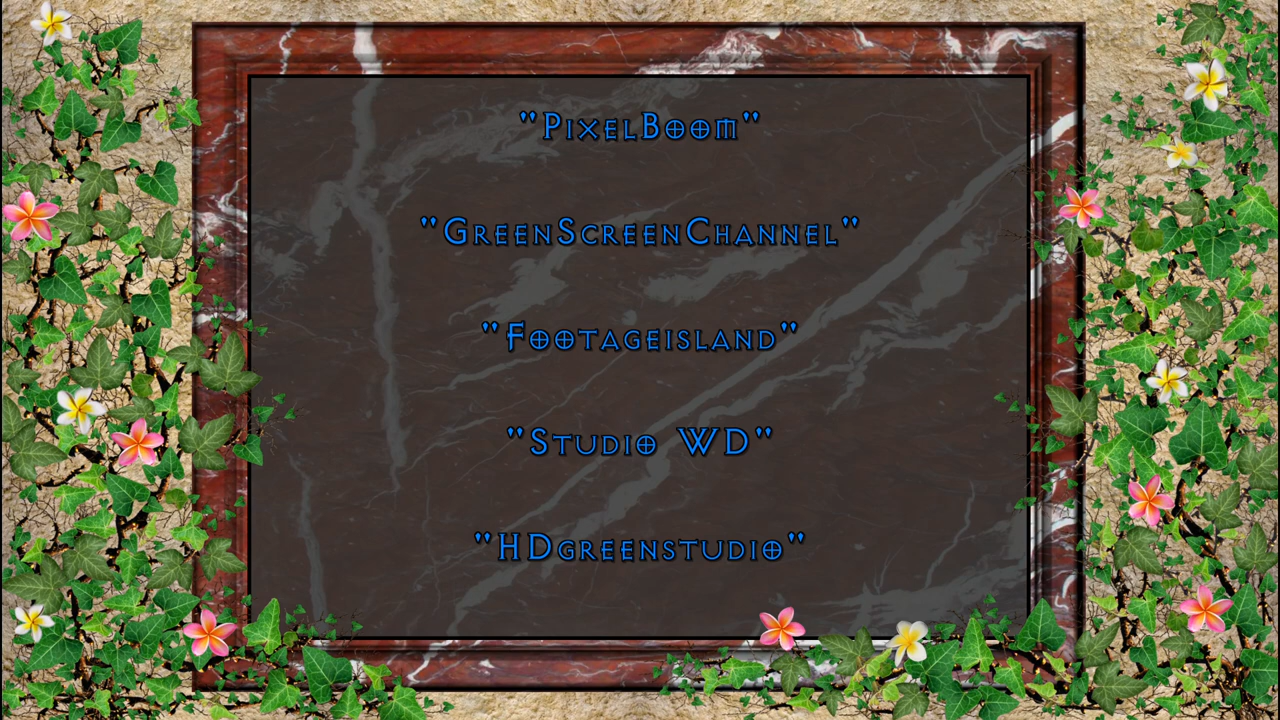 "PixelBoom"
"GreenScreenChannel"
"Footageisland"
"Studio WD"
"HDgreenstudio"